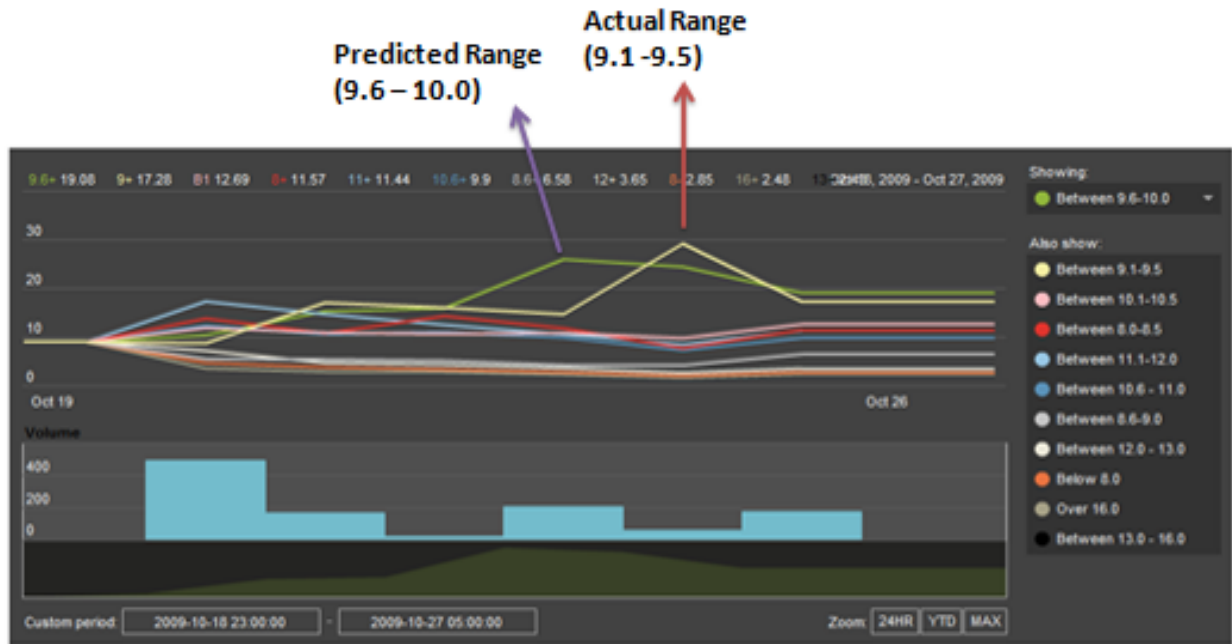 Actual Range
(9.1 -9.5)
Predicted Range
(9.6 – 10.0)
9.6+ 19.08 9+ 17.28 B1 12.69 8+ 11.57 11+ 11.44 10.6+ 9.9 8.6+ 6.58 12+ 3.65 8- 2.85 16+ 2.48 2009 - Oct 27, 2009
Showing:
Between 9.6-10.0
Also show:
Between 9.1-9.5
Between 10.1-10.5
Between 8.0-8.5
Between 11.1-12.0
Between 10.6 - 11.0
Between 8.6-9.0
Between 12.0 - 13.0
Below 8.0
Over 16.0
Between 13.0 - 16.0
30
20
10
0
Oct 19 Oct 26
Volume
400
200
0
Custom period: 2009-10-18 23:00:00 - 2009-10-27 05:00:00
Zoom: 24HR YTD MAX